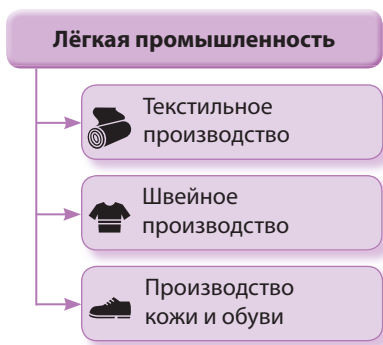 Лёгкая промышленность
Текстильное
производство
Швейное
производство
Производство
кожи и обуви